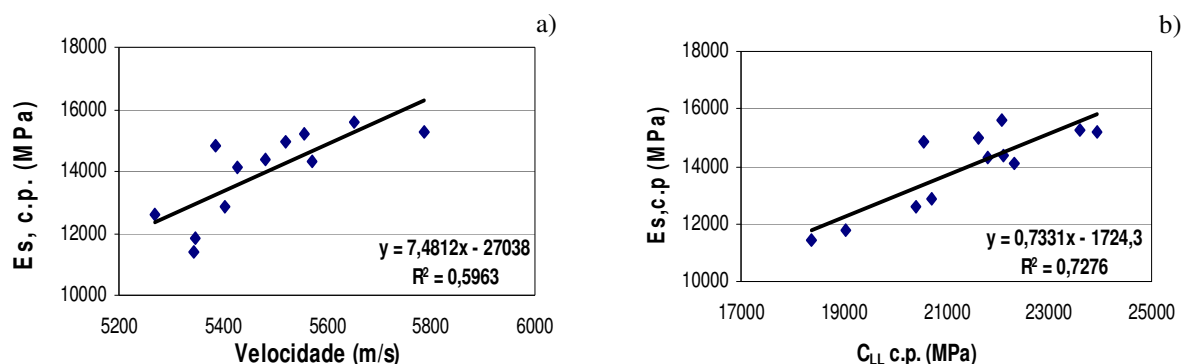 a)
18000
16000
14000
12000
10000
Es, c.p. (MPa)
y = 7,4812x - 27038
R² = 0,5963
5200 5400 5600 5800 6000
Velocidade (m/s)
b)
18000
16000
14000
12000
10000
Es,c.p (MPa)
y = 0,7331x - 1724,3
R² = 0,7276
17000 19000 21000 23000 25000
C_LL c.p. (MPa)